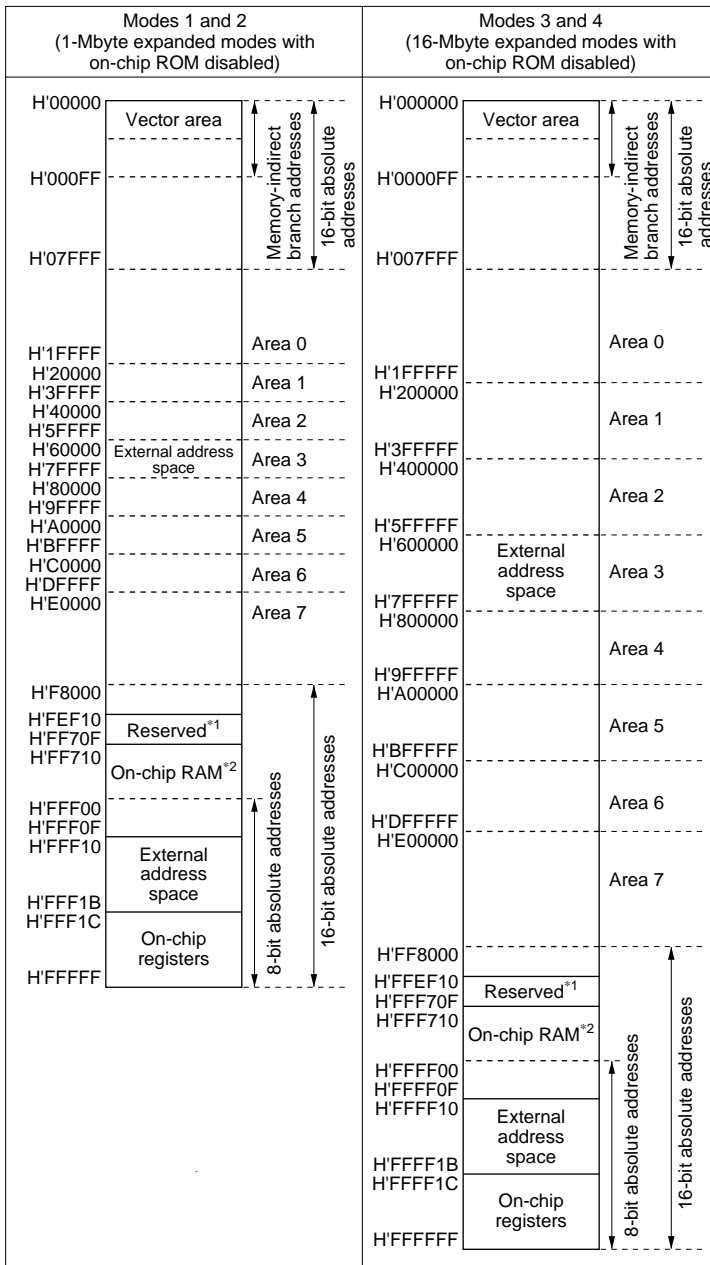 Modes 1 and 2
(1-Mbyte expanded modes with
on-chip ROM disabled)
H'00000
Vector area
H'000FF
Memory-indirect
branch addresses
16-bit absolute
addresses
H'07FFF
Area 0
H'1FFFF
H'20000
Area 1
H'3FFFF
H'40000
Area 2
H'5FFFF
H'60000
External address
space
Area 3
H'7FFFF
H'80000
Area 4
H'9FFFF
H'A0000
Area 5
H'BFFFF
H'C0000
Area 6
H'DFFFF
H'E0000
Area 7
H'F8000
H'FEF10
Reserved*1
H'FF70F
H'FF710
On-chip RAM*2
H'FFF00
H'FFF0F
H'FFF10
External
address
space
H'FFF1B
H'FFF1C
On-chip
registers
H'FFFFF
8-bit absolute addresses
16-bit absolute addresses
Modes 3 and 4
(16-Mbyte expanded modes with
on-chip ROM disabled)
H'000000
Vector area
H'0000FF
Memory-indirect
branch addresses
16-bit absolute
addresses
H'007FFF
Area 0
H'1FFFFF
H'200000
Area 1
H'3FFFFF
H'400000
Area 2
H'5FFFFF
H'600000
External
address
space
Area 3
H'7FFFFF
H'800000
Area 4
H'9FFFFF
H'A00000
Area 5
H'BFFFFF
H'C00000
Area 6
H'DFFFFF
H'E00000
Area 7
H'FF8000
H'FFEF10
Reserved*1
H'FFF70F
H'FFF710
On-chip RAM*2
H'FFFF00
H'FFFF0F
H'FFFF10
External
address
space
H'FFFF1B
H'FFFF1C
On-chip
registers
H'FFFFFF
8-bit absolute addresses
16-bit absolute addresses